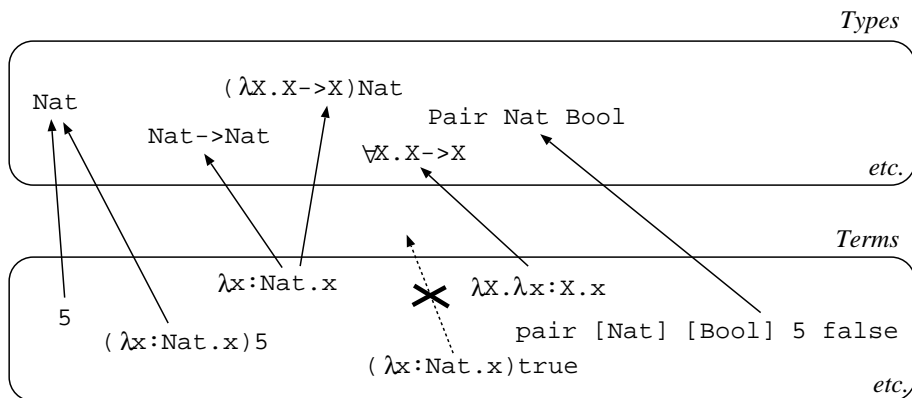 Types
(λX.X->X)Nat
Nat
Pair Nat Bool
Nat->Nat
∀X.X->X
etc.
Terms
λx:Nat.x
λX.λx:X.x
5
pair [Nat] [Bool] 5 false
(λx:Nat.x)5
(λx:Nat.x)true
etc.